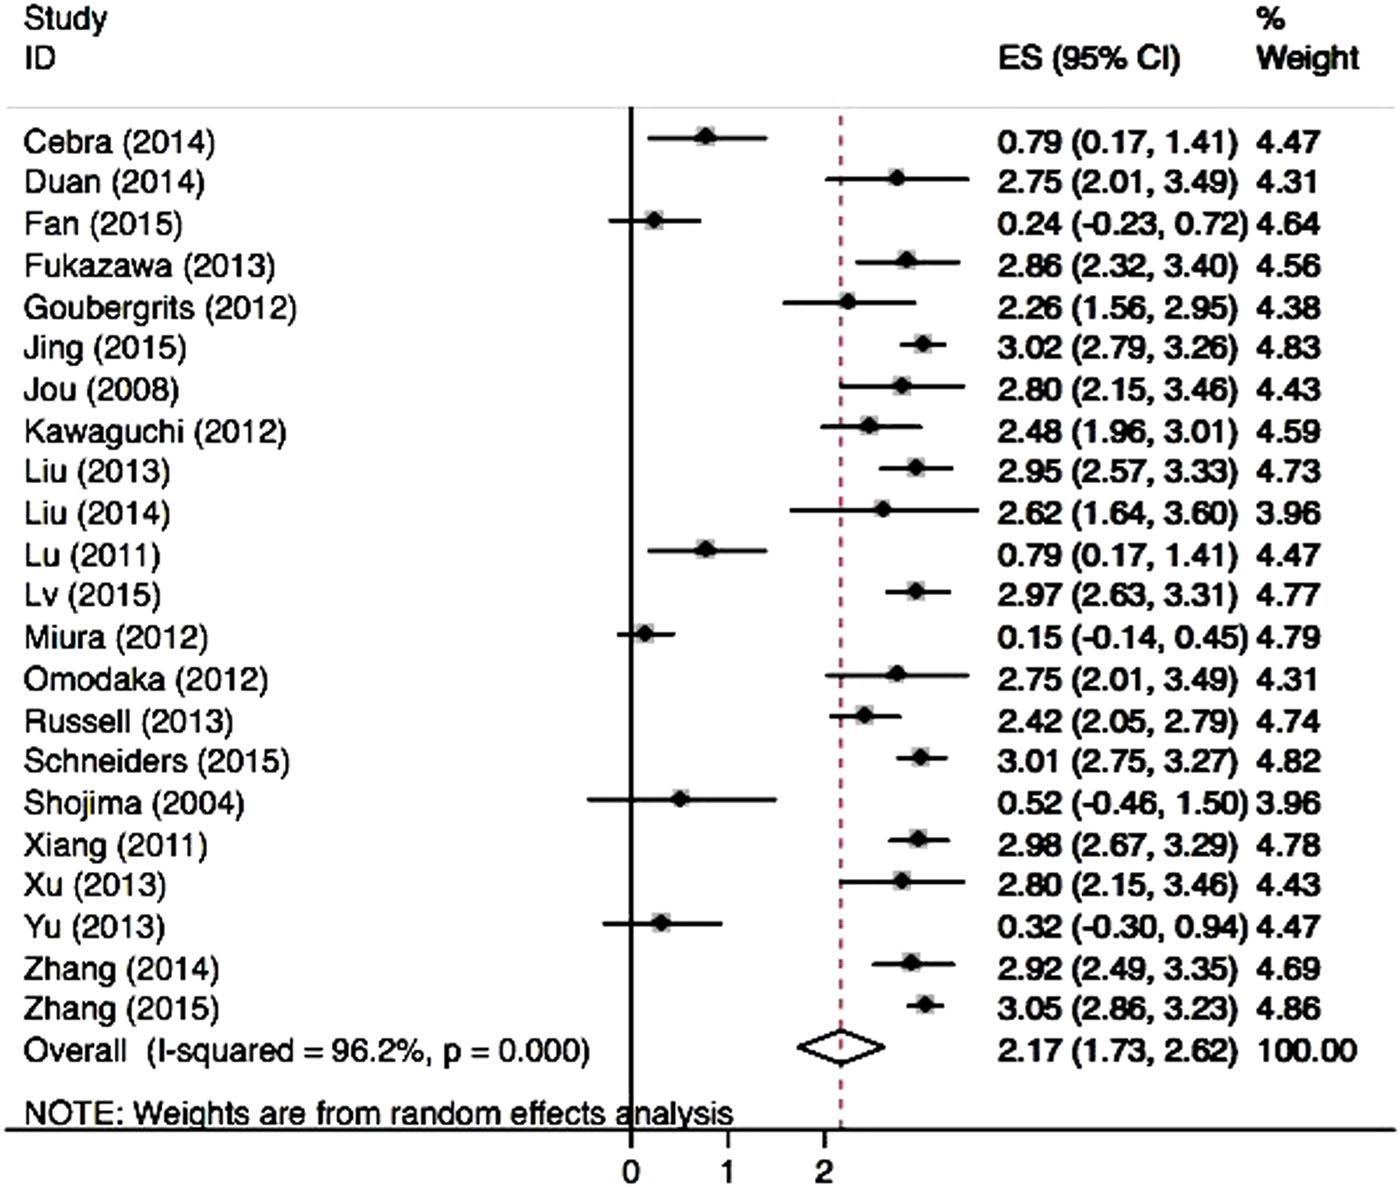 Study %
ID ES (95% CI) Weight
Cebra (2014) 0.79 (0.17, 1.41) 4.47
Duan (2014) 2.75 (2.01, 3.49) 4.31
Fan (2015) 0.24 (-0.23, 0.72) 4.64
Fukazawa (2013) 2.86 (2.32, 3.40) 4.56
Goubergrits (2012) 2.26 (1.56, 2.95) 4.38
Jing (2015) 3.02 (2.79, 3.26) 4.83
Jou (2008) 2.80 (2.15, 3.46) 4.43
Kawaguchi (2012) 2.48 (1.96, 3.01) 4.59
Liu (2013) 2.95 (2.57, 3.33) 4.73
Liu (2014) 2.62 (1.64, 3.60) 3.96
Lu (2011) 0.79 (0.17, 1.41) 4.47
Lv (2015) 2.97 (2.63, 3.31) 4.77
Miura (2012) 0.15 (-0.14, 0.45) 4.79
Omodaka (2012) 2.75 (2.01, 3.49) 4.31
Russell (2013) 2.42 (2.05, 2.79) 4.74
Schneiders (2015) 3.01 (2.75, 3.27) 4.82
Shojima (2004) 0.52 (-0.46, 1.50) 3.96
Xiang (2011) 2.98 (2.67, 3.29) 4.78
Xu (2013) 2.80 (2.15, 3.46) 4.43
Yu (2013) 0.32 (-0.30, 0.94) 4.47
Zhang (2014) 2.92 (2.49, 3.35) 4.69
Zhang (2015) 3.05 (2.86, 3.23) 4.86
Overall (I-squared = 96.2%, p = 0.000) 2.17 (1.73, 2.62) 100.00
NOTE: Weights are from random effects analysis
0 1 2